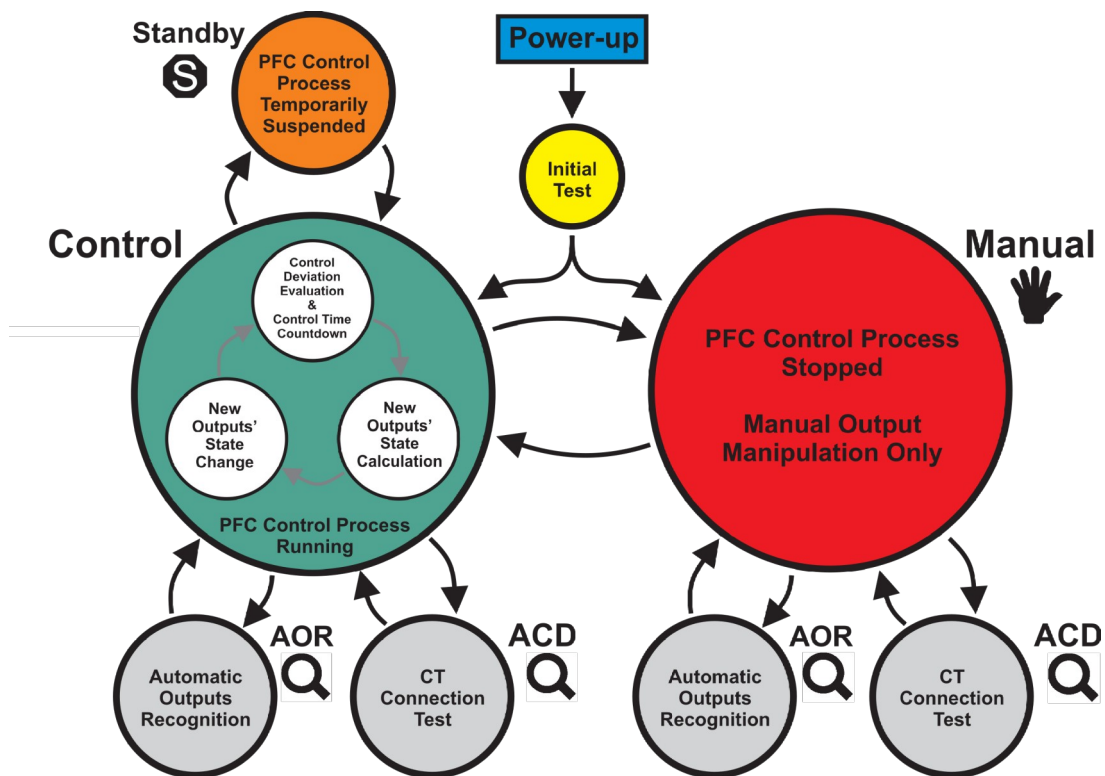 Standby
S
PFC Control
Process
Temporarily
Suspended
Power-up
Initial
Test
Control
Control
Deviation
Evaluation
&
Control Time
Countdown
New
Outputs'
State
Change
New
Outputs'
State
Calculation
PFC Control Process
Running
Manual
PFC Control Process
Stopped
Manual Output
Manipulation Only
AOR
Automatic
Outputs
Recognition
ACD
CT
Connection
Test
AOR
Automatic
Outputs
Recognition
ACD
CT
Connection
Test